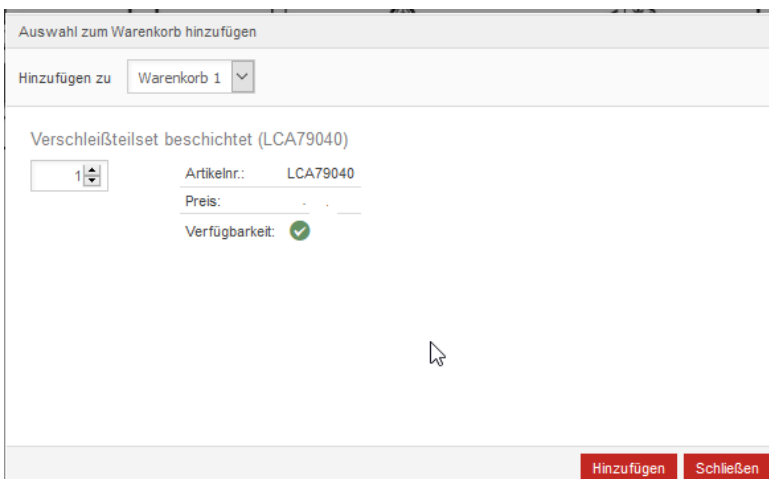 Auswahl zum Warenkorb hinzufügen
Hinzufügen zu Warenkorb 1
Verschleißteilset beschichtet (LCA79040)
1 Artikelnr.: LCA79040
Preis:
Verfügbarkeit:
Hinzufügen Schließen